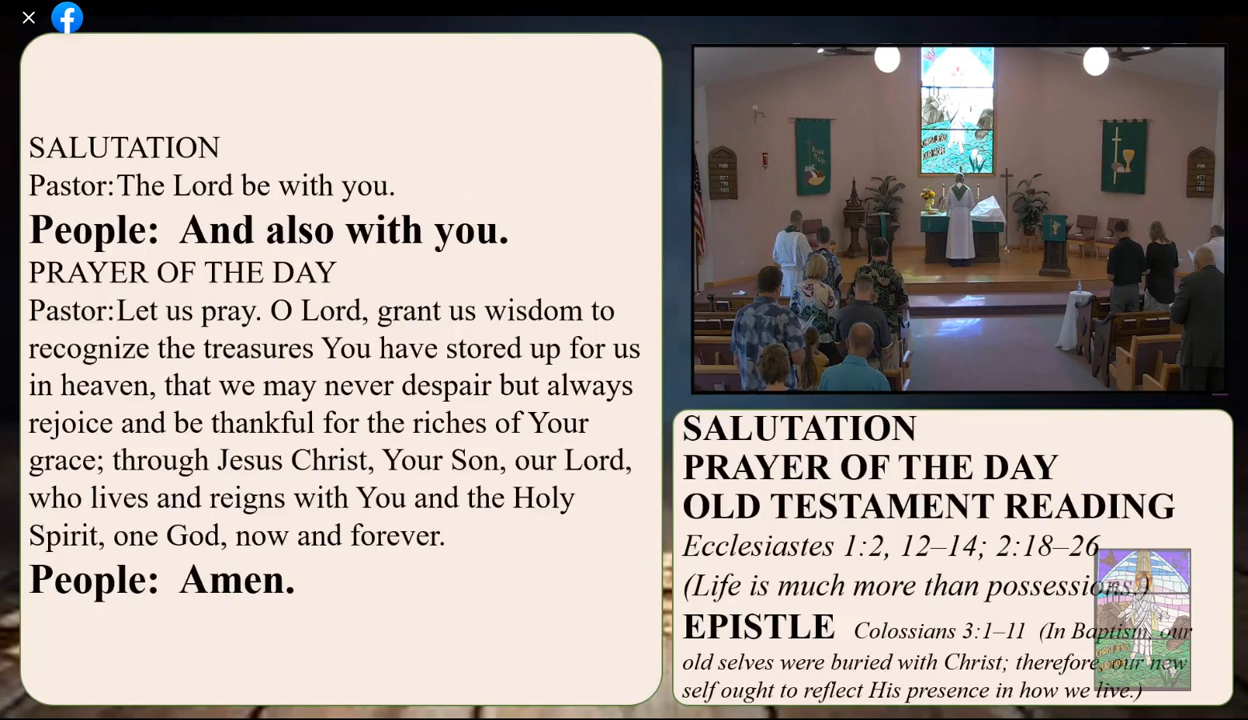 SALUTATION
Pastor:The Lord be with you.
People: And also with you.
PRAYER OF THE DAY
Pastor:Let us pray. O Lord, grant us wisdom to
recognize the treasures You have stored up for us
in heaven, that we may never despair but always
rejoice and be thankful for the riches of Your
grace; through Jesus Christ, Your Son, our Lord,
who lives and reigns with You and the Holy
Spirit, one God, now and forever.
People: Amen.
SALUTATION
PRAYER OF THE DAY
OLD TESTAMENT READING
Ecclesiastes 1:2, 12–14; 2:18–26
(Life is much more than possessions.)
EPISTLE Colossians 3:1–11 (In Baptism, our
old selves were buried with Christ; therefore, our new
self ought to reflect His presence in how we live.)